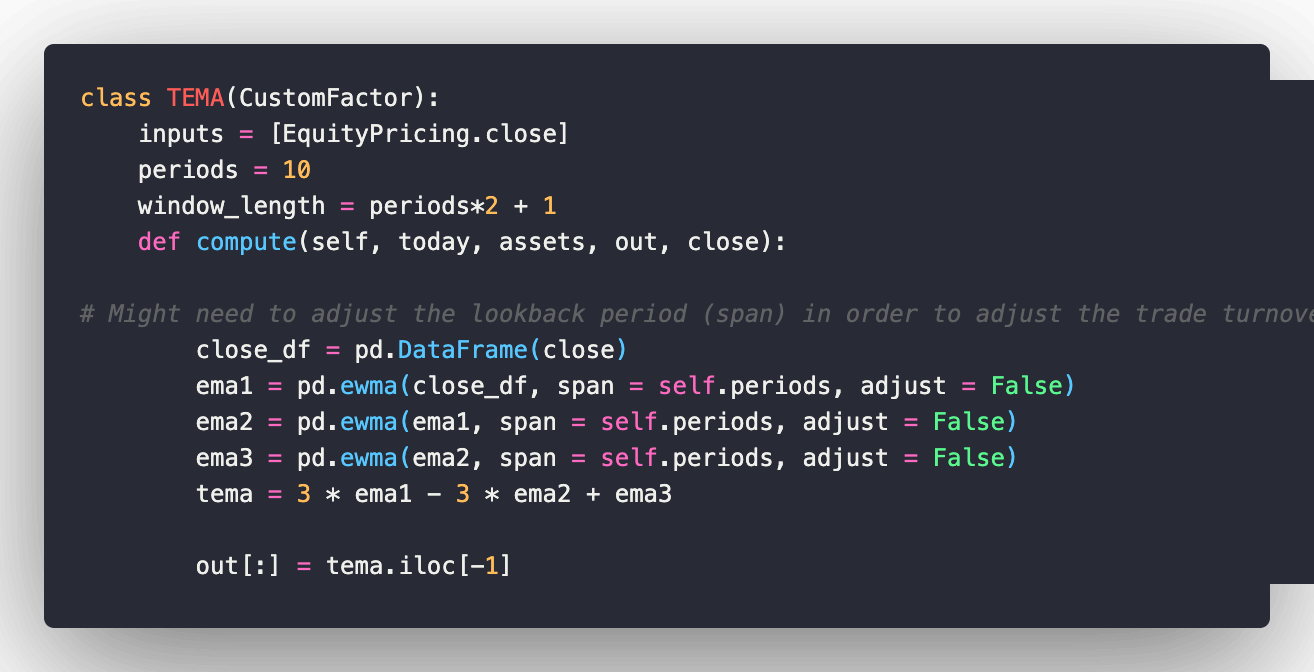 class TEMA(CustomFactor):
    inputs = [EquityPricing.close]
    periods = 10
    window_length = periods*2 + 1
    def compute(self, today, assets, out, close):

# Might need to adjust the lookback period (span) in order to adjust the trade
        close_df = pd.DataFrame(close)
        ema1 = pd.ewma(close_df, span = self.periods, adjust = False)
        ema2 = pd.ewma(ema1, span = self.periods, adjust = False)
        ema3 = pd.ewma(ema2, span = self.periods, adjust = False)
        tema = 3 * ema1 - 3 * ema2 + ema3

        out[:] = tema.iloc[-1]